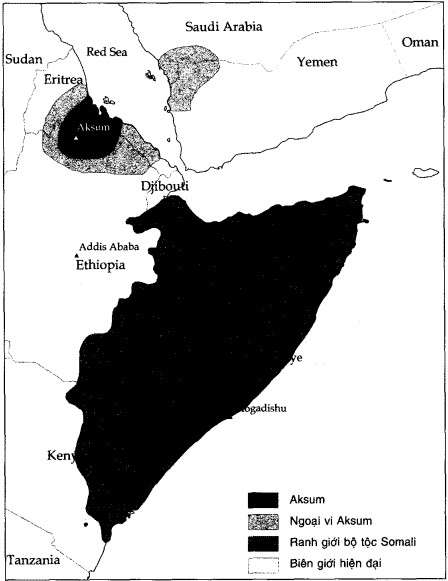 Saudi Arabia
Oman
Sudan
Red Sea
Yemen
Eritrea
Aksum
Djibouti
Addis Ababa
Ethiopia
Tanzania
Aksum
Ngoại vi Aksum
Ranh giới bộ tộc Somali
Biên giới hiện đại